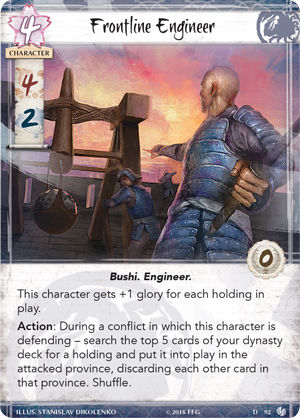 4
Frontline Engineer
CHARACTER
4
2
0
Bushi. Engineer.
This character gets +1 glory for each holding in
play.
Action: During a conflict in which this character is
defending – search the top 5 cards of your dynasty
deck for a holding and put it into play in the
attacked province, discarding each other card in
that province. Shuffle.
ILLUS. STANISLAV DIKOLENKO
© 2018 FFG
D 92